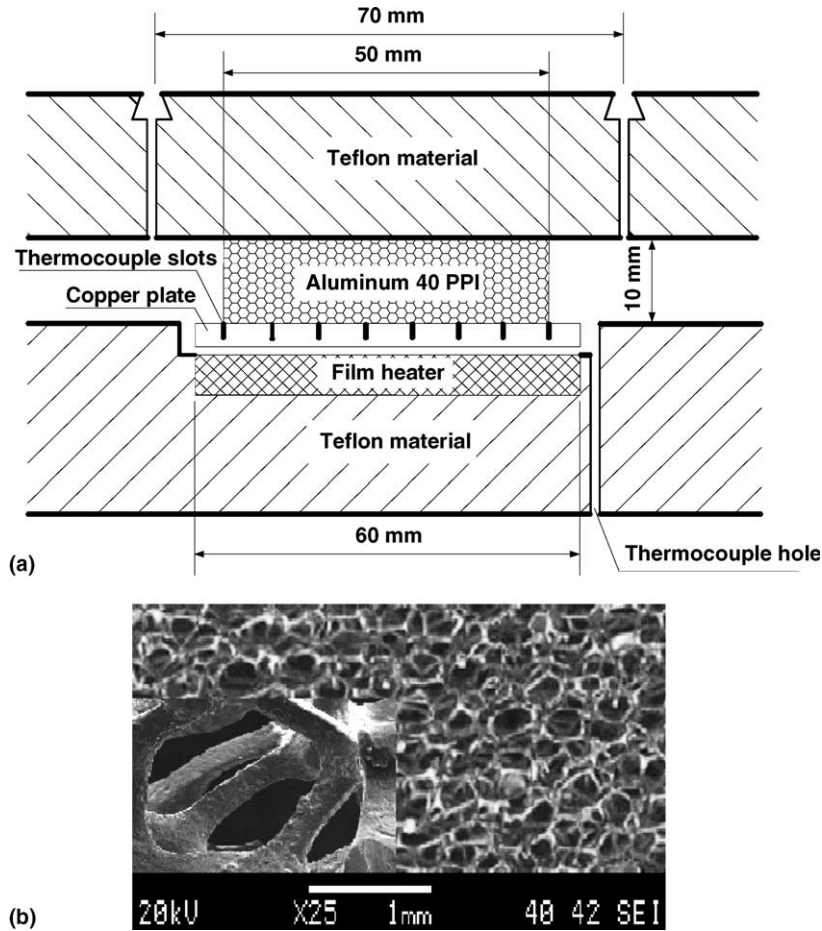 70 mm
50 mm
Teflon material
Thermocouple slots
Aluminum 40 PPI
Copper plate
10 mm
Film heater
Teflon material
60 mm
Thermocouple hole
(a)
(b)
20kV X25 1mm 40 42 SEI